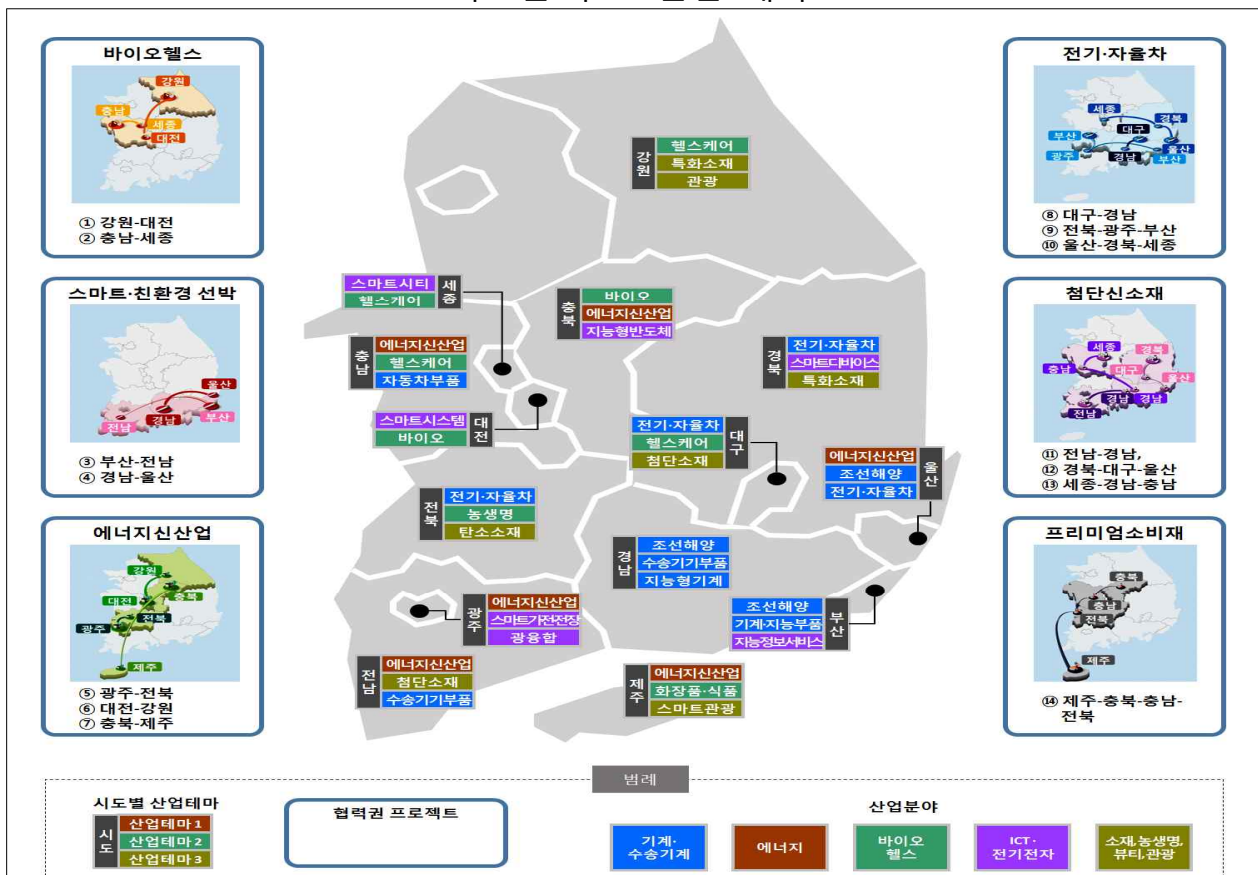 바이오헬스
강원
충남
세종
대전
① 강원-대전
② 충남-세종
스마트·친환경 선박
울산
전남
경남
부산
③ 부산-전남
④ 경남-울산
에너지신산업
강원
대전
충북
광주
전북
제주
⑤ 광주-전북
⑥ 대전-강원
⑦ 충북-제주
강원
헬스케어
특화소재
관광
스마트시티
헬스케어
세종
충북
바이오
에너지신산업
지능형반도체
충남
에너지신산업
헬스케어
자동차부품
경북
전기·자율차
스마트디바이스
특화소재
스마트시스템
바이오
대전
전기·자율차
헬스케어
첨단소재
대구
에너지신산업
조선해양
전기·자율차
울산
전북
전기·자율차
농생명
탄소소재
경남
조선해양
수송기기부품
지능형기계
광주
에너지신산업
스마트가전전장
광융합
조선해양
기계·지능부품
지능정보서비스
부산
전남
에너지신산업
첨단소재
수송기기부품
제주
에너지신산업
화장품·식품
스마트관광
전기·자율차
세종
경북
부산
대구
광주
경남
부산
울산
⑧ 대구-경남
⑨ 전북-광주-부산
⑩ 울산-경북-세종
첨단신소재
세종
경북
충남
대구
울산
전남
경남
경남
⑪ 전남-경남,
⑫ 경북-대구-울산
⑬ 세종-경남-충남
프리미엄소비재
충북
충남
전북
제주
⑭ 제주-충북-충남-
전북
범례
시도별 산업테마
시도
산업테마 1
산업테마 2
산업테마 3
협력권 프로젝트
산업분야
기계·
수송기계
에너지
바이오
헬스
ICT·
전기전자
소재,농생명,
뷰티,관광